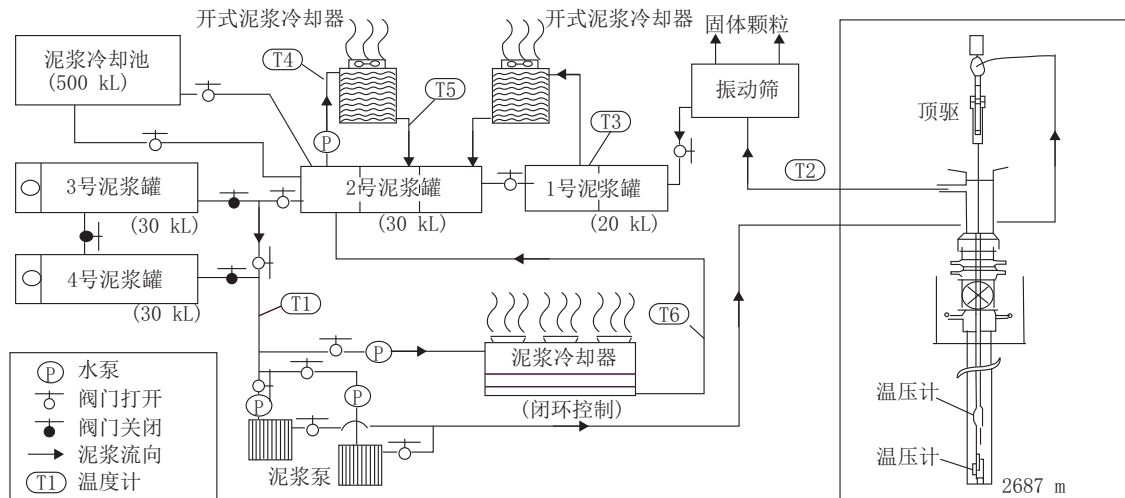 开式泥浆冷却器
开式泥浆冷却器
固体颗粒
泥浆冷却池
(500 kL)
T4
T5
振动筛
顶驱
P
T3
T2
3号泥浆罐
(30 kL)
2号泥浆罐
(30 kL)
1号泥浆罐
(20 kL)
4号泥浆罐
(30 kL)
T1
T6
P
泥浆冷却器
(闭环控制)
P
P
泥浆泵
P 水泵
阀门打开
阀门关闭
泥浆流向
T1 温度计
温压计
温压计
2687 m